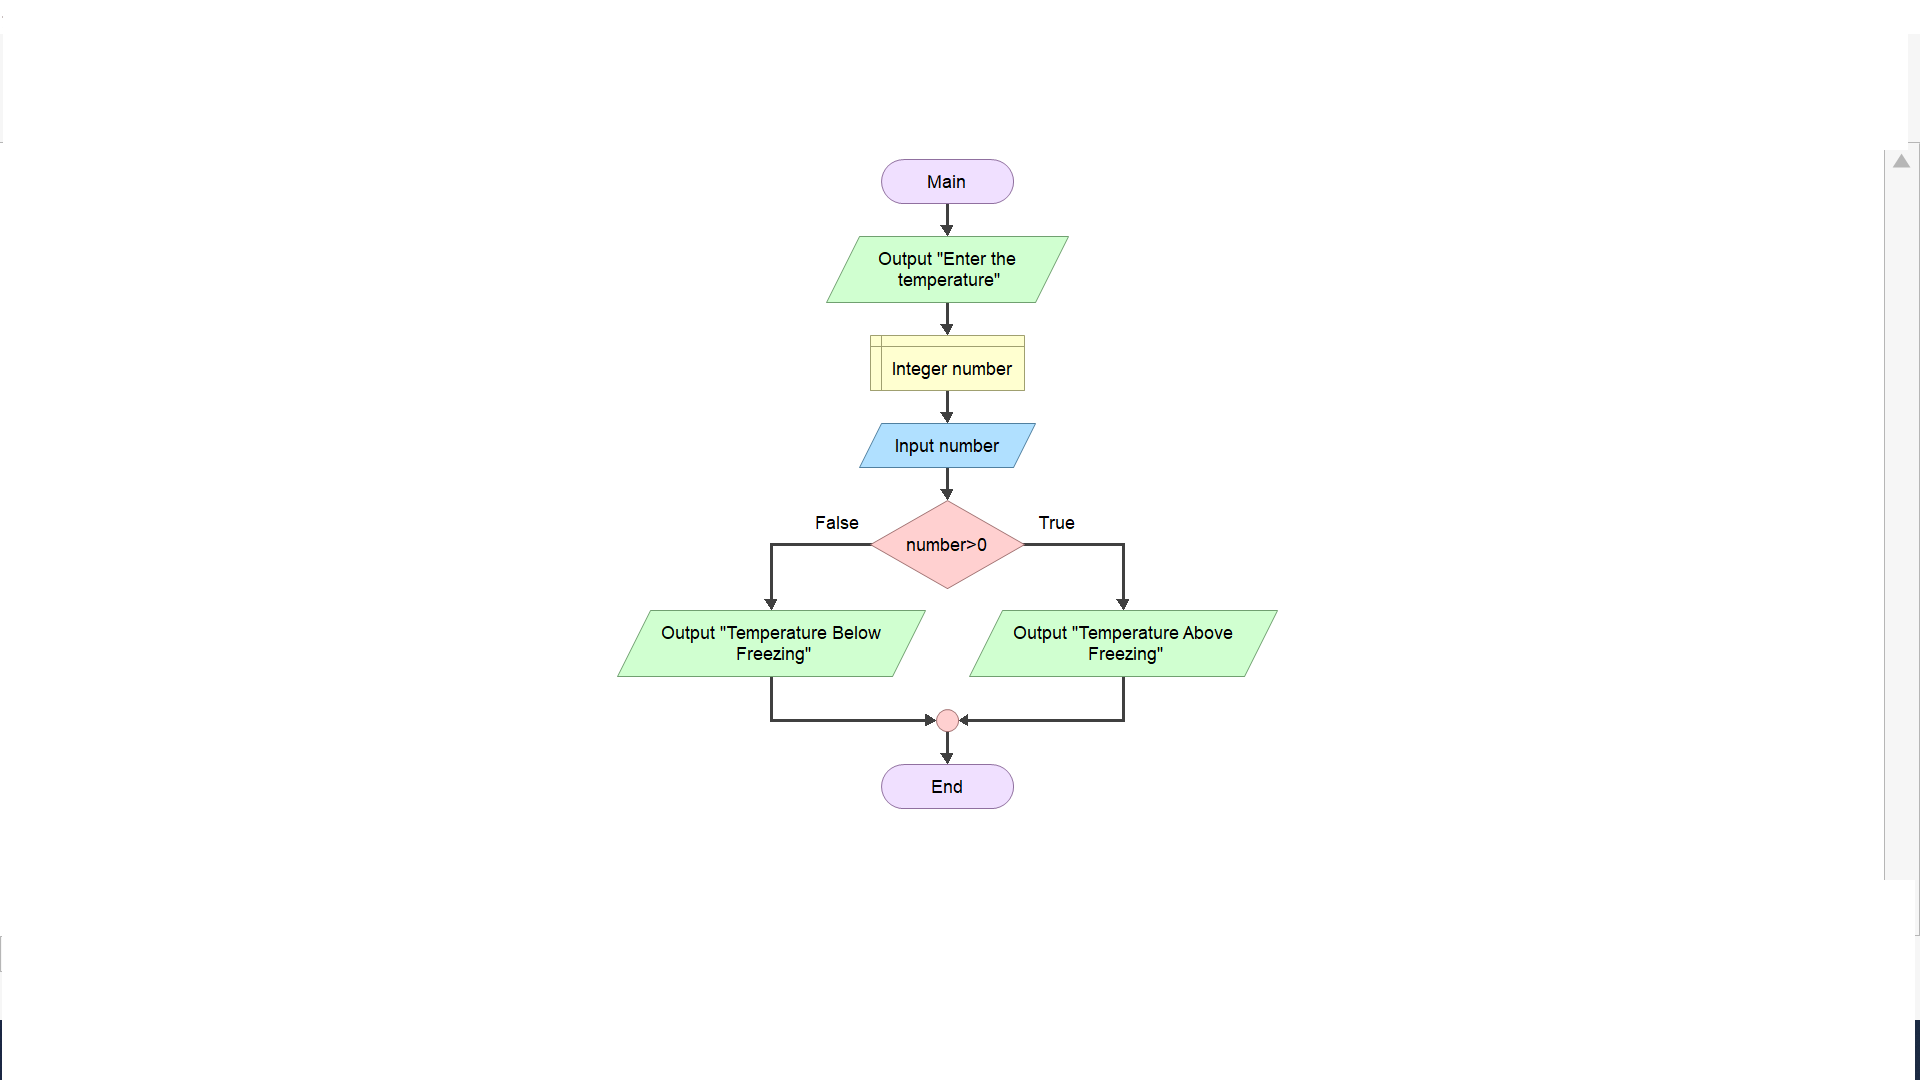 Main
Output "Enter the
temperature"
Integer number
Input number
False
True
number>0
Output "Temperature Below
Freezing"
Output "Temperature Above
Freezing"
End